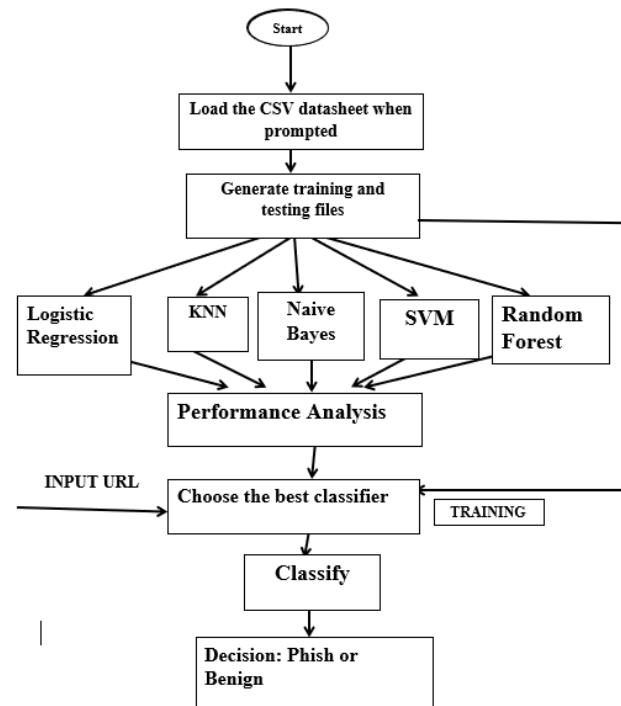 Start
Load the CSV datasheet when
prompted
Generate training and
testing files
Logistic
Regression
KNN
Naive
Bayes
SVM
Random
Forest
Performance Analysis
INPUT URL
Choose the best classifier
TRAINING
Classify
Decision: Phish or
Benign